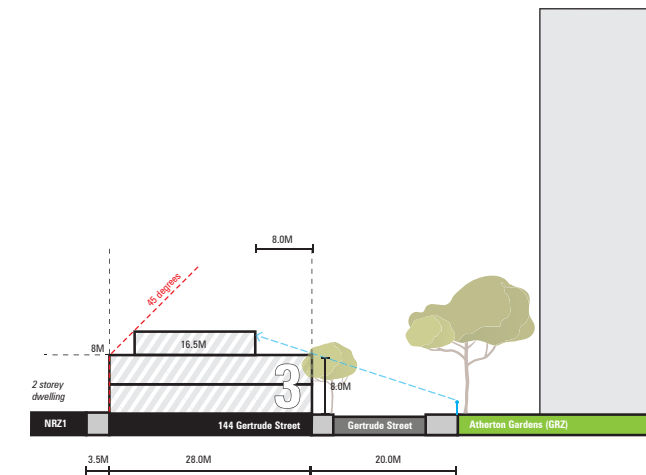 8.0M
45 degrees
8M
16.5M
3
8.0M
2 storey
dwelling
NRZ1
144 Gertrude Street
Gertrude Street
Atherton Gardens (GRZ)
3.5M
28.0M
20.0M